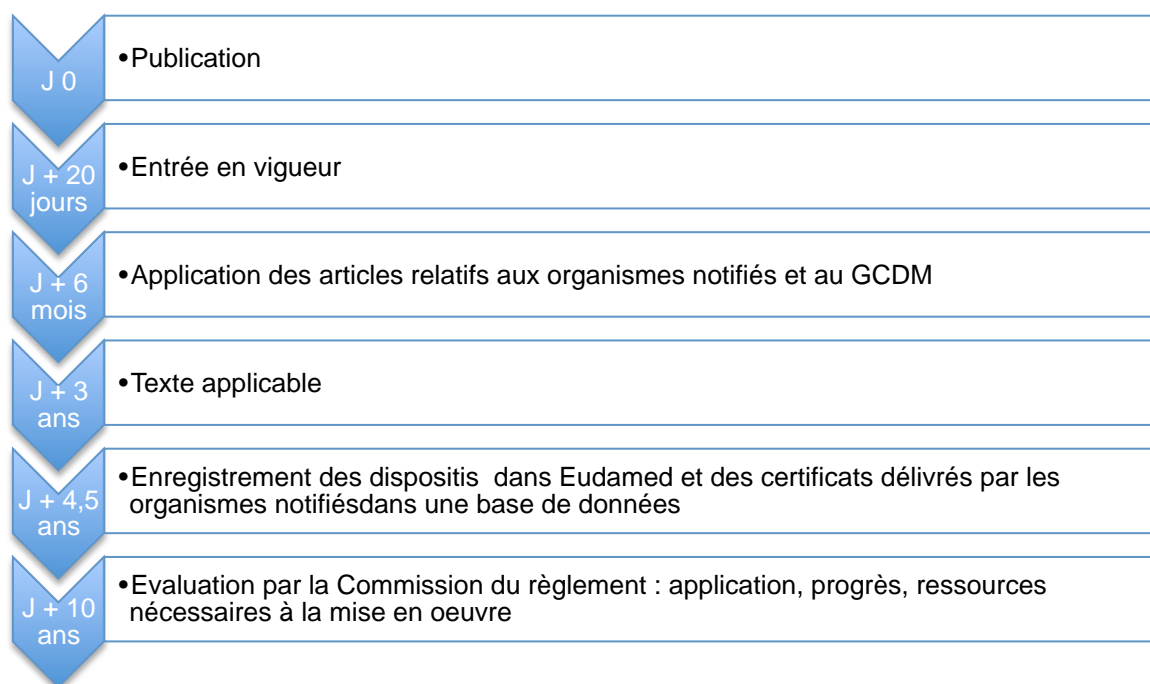 J 0
•Publication
J + 20
jours
•Entrée en vigueur
J + 6
mois
•Application des articles relatifs aux organismes notifiés et au GCDM
J + 3
ans
•Texte applicable
J + 4,5
ans
•Enregistrement des dispositis  dans Eudamed et des certificats délivrés par les
organismes notifiésdans une base de données
J + 10
ans
•Evaluation par la Commission du règlement : application, progrès, ressources
nécessaires à la mise en oeuvre